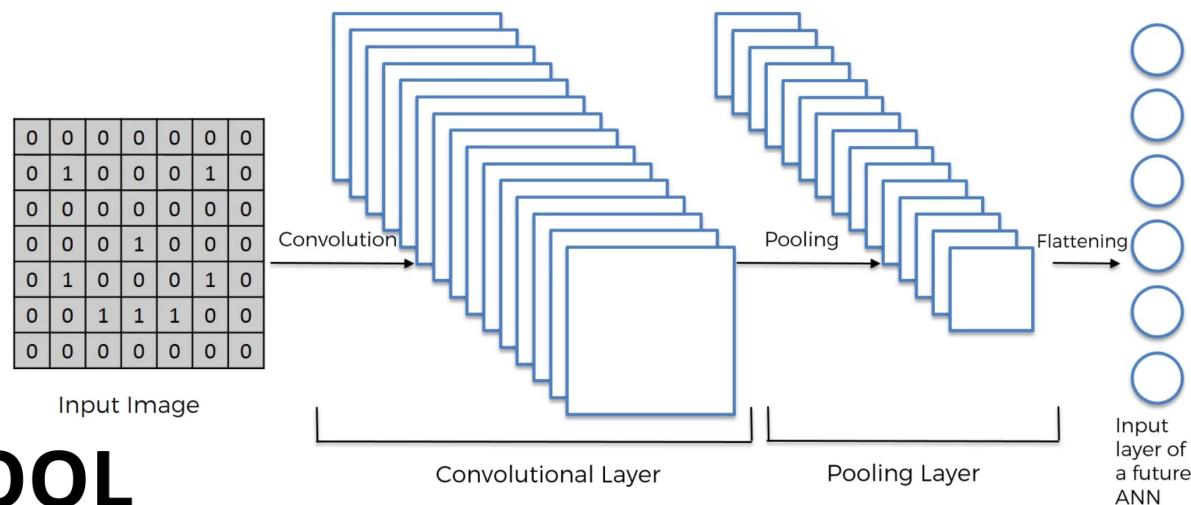 0 0 0 0 0 0 0
0 1 0 0 0 1 0
0 0 0 0 0 0 0
0 0 0 1 0 0 0
0 1 0 0 0 1 0
0 0 1 1 1 0 0
0 0 0 0 0 0 0
Input Image
Convolution
Convolutional Layer
Pooling
Pooling Layer
Flattening
Input
layer of
a future
ANN
OOL